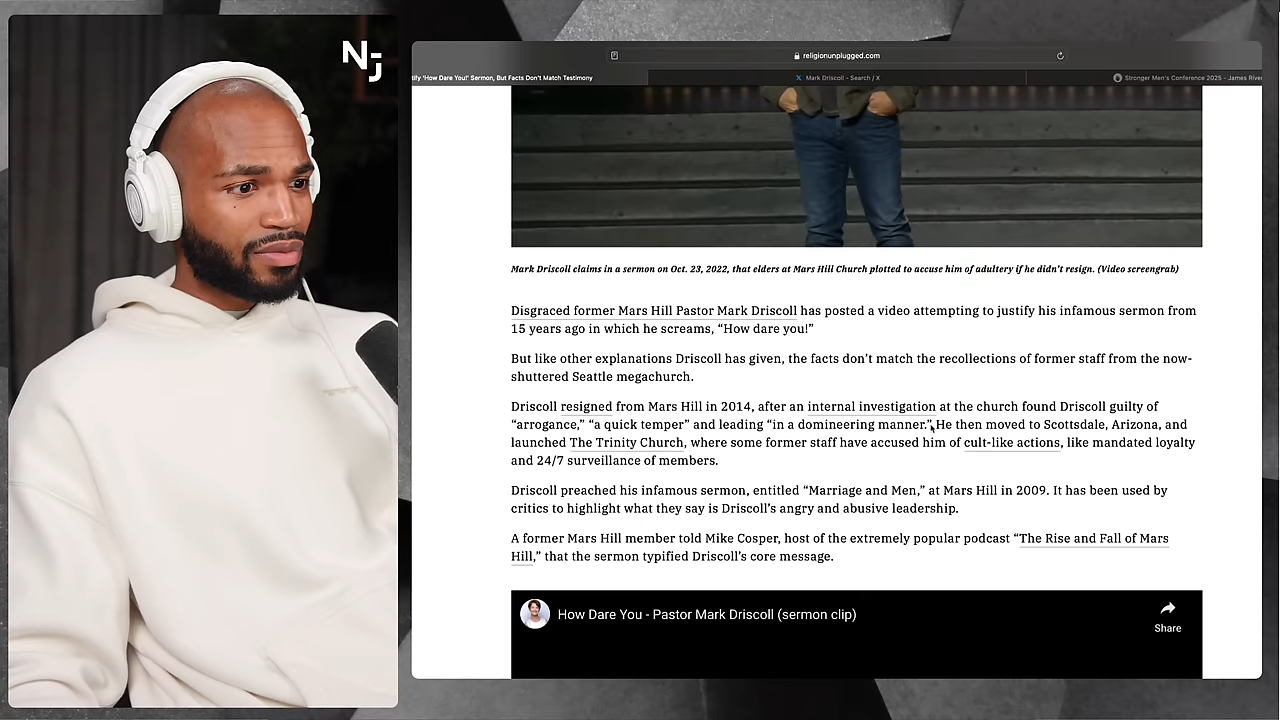 NJ
religionunplugged.com
tify 'How Dare You!' Sermon, But Facts Don't Match Testimony
Mark Driscoll - Search / X
Stronger Men's Conference 2025 - James River
Mark Driscoll claims in a sermon on Oct. 23, 2022, that elders at Mars Hill Church plotted to accuse him of adultery if he didn't resign. (Video screengrab)
Disgraced former Mars Hill Pastor Mark Driscoll has posted a video attempting to justify his infamous sermon from
15 years ago in which he screams, “How dare you!”
But like other explanations Driscoll has given, the facts don’t match the recollections of former staff from the now-
shuttered Seattle megachurch.
Driscoll resigned from Mars Hill in 2014, after an internal investigation at the church found Driscoll guilty of
“arrogance,” “a quick temper” and leading “in a domineering manner.” He then moved to Scottsdale, Arizona, and
launched The Trinity Church, where some former staff have accused him of cult-like actions, like mandated loyalty
and 24/7 surveillance of members.
Driscoll preached his infamous sermon, entitled “Marriage and Men,” at Mars Hill in 2009. It has been used by
critics to highlight what they say is Driscoll’s angry and abusive leadership.
A former Mars Hill member told Mike Cosper, host of the extremely popular podcast “The Rise and Fall of Mars
Hill,” that the sermon typified Driscoll’s core message.
How Dare You - Pastor Mark Driscoll (sermon clip)
Share